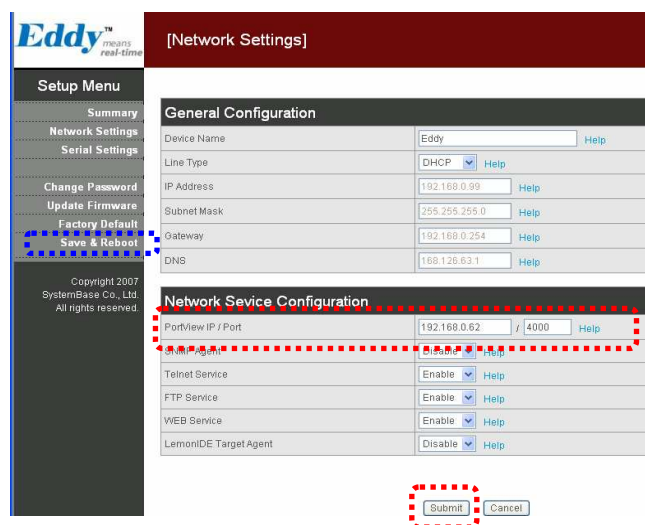 Eddy™ means real-time
[Network Settings]
Setup Menu
Summary
Network Settings
Serial Settings
Change Password
Update Firmware
Factory Default
Save & Reboot
Copyright 2007
SystemBase Co., Ltd.
All rights reserved.
General Configuration
Device Name Eddy Help
Line Type DHCP Help
IP Address 192.168.0.99 Help
Subnet Mask 255.255.255.0 Help
Gateway 192.168.0.254 Help
DNS 168.126.63.1 Help
Network Sevice Configuration
PortView IP / Port 192.168.0.62 / 4000 Help
SNMP Agent Disable Help
Telnet Service Enable Help
FTP Service Enable Help
WEB Service Enable Help
LemonIDE Target Agent Disable Help
Submit Cancel